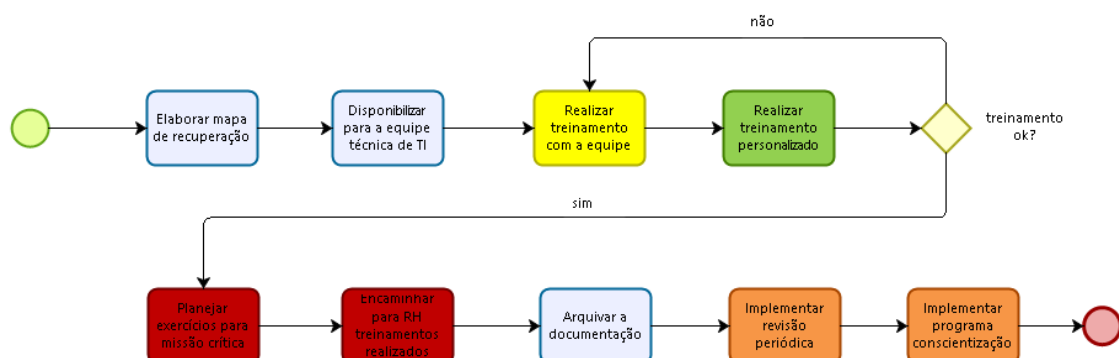 não
Elaborar mapa
de recuperação
Disponibilizar
para a equipe
técnica de TI
Realizar
treinamento
com a equipe
Realizar
treinamento
personalizado
treinamento
ok?
sim
Planejar
exercícios para
missão crítica
Encaminhar
para RH
treinamentos
realizados
Arquivar a
documentação
Implementar
revisão
periódica
Implementar
programa
conscientização